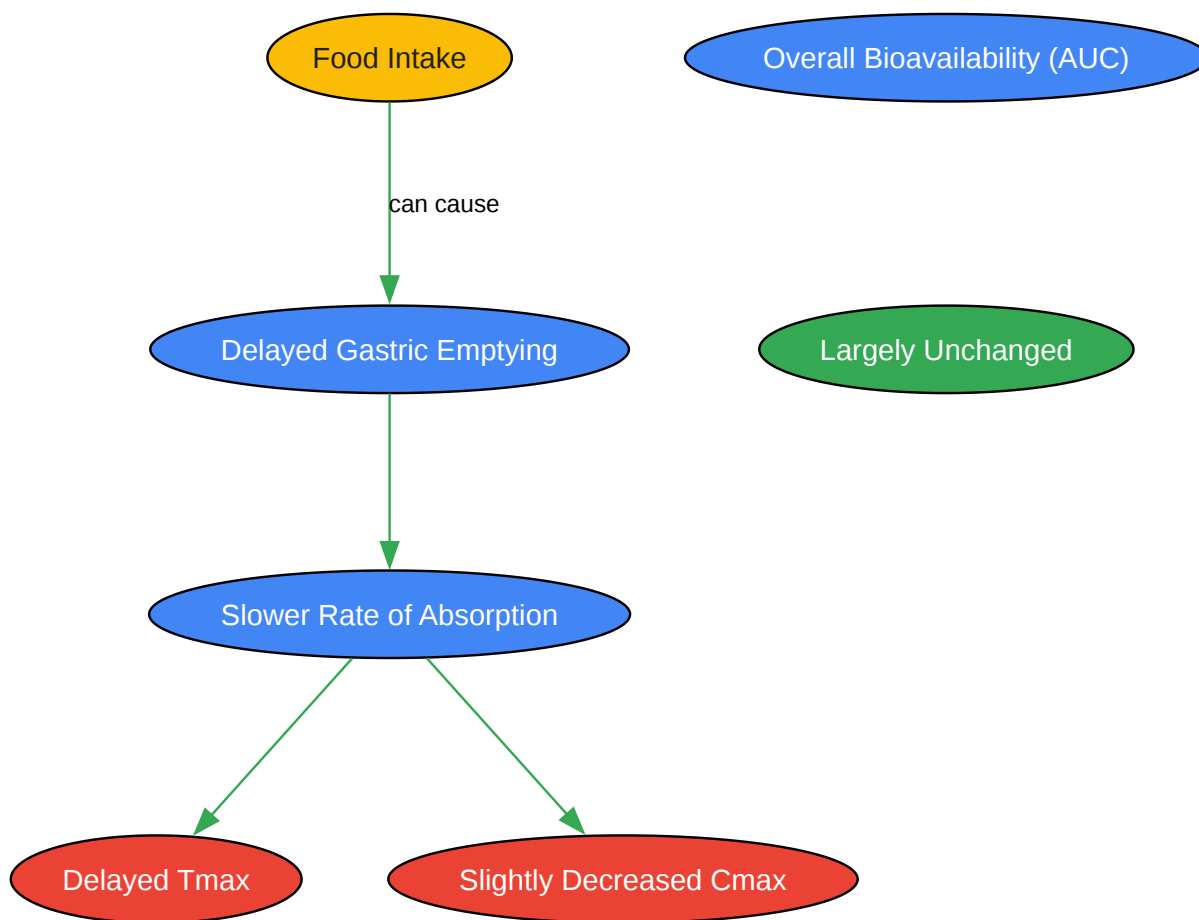 Food Intake
Overall Bioavailability (AUC)
can cause
Delayed Gastric Emptying
Largely Unchanged
Slower Rate of Absorption
Delayed Tmax
Slightly Decreased Cmax